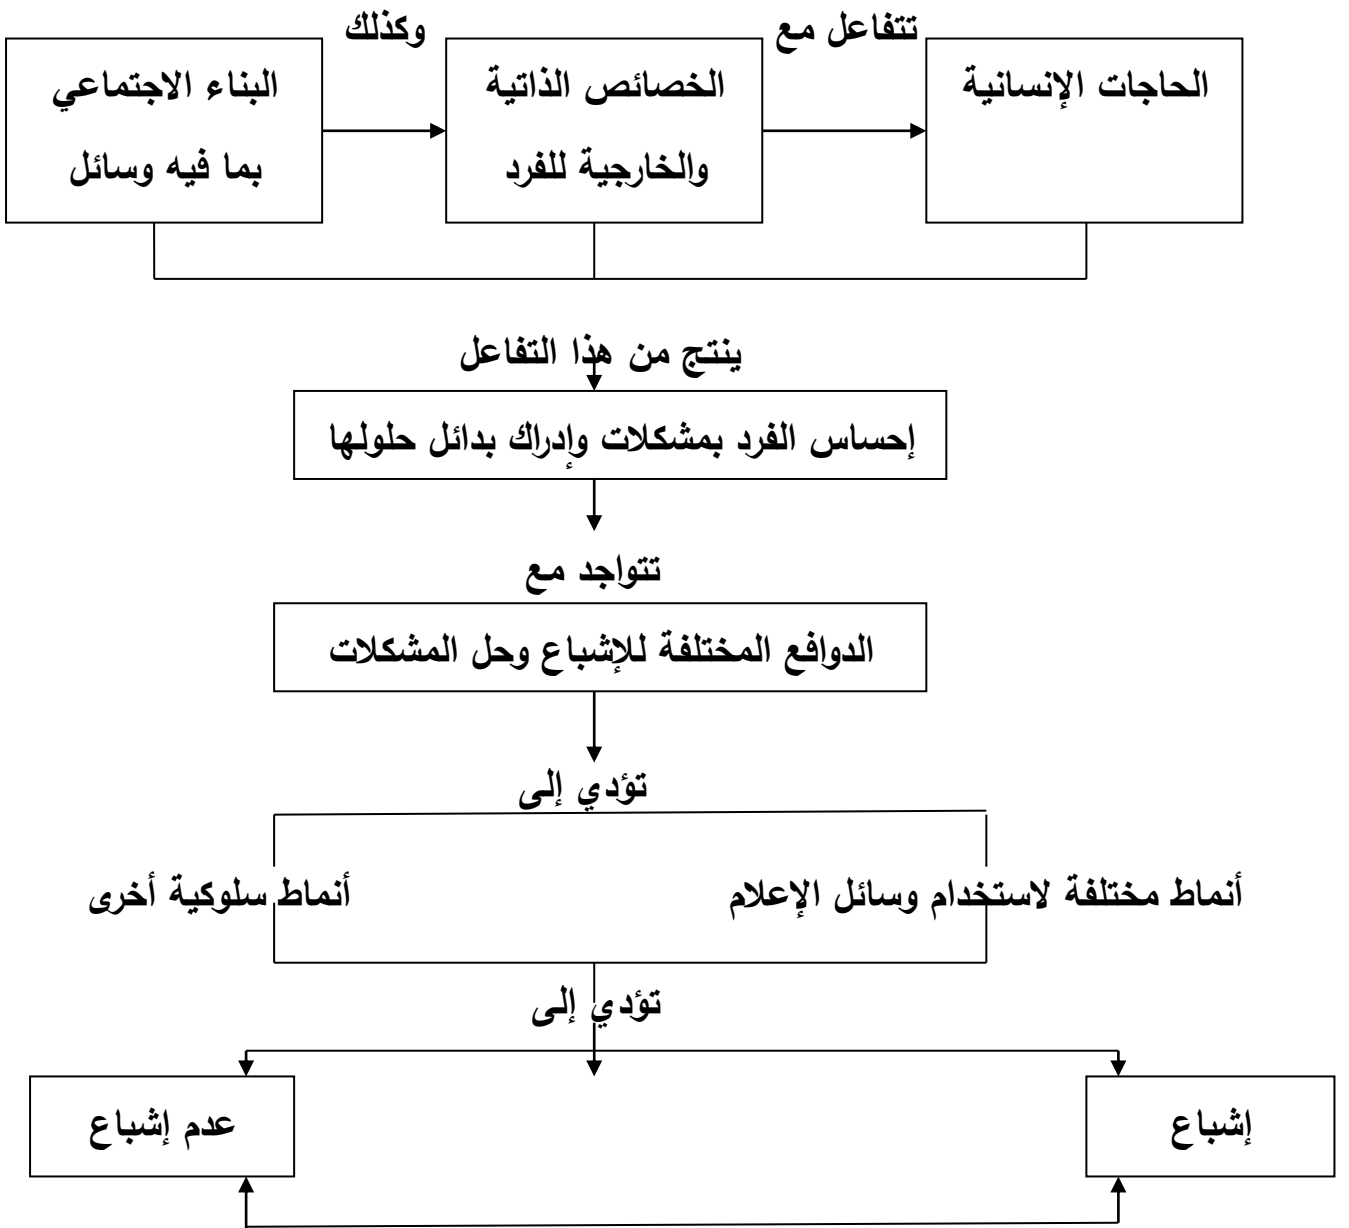 تتفاعل مع
وكذلك
الحاجات الإنسانية
الخصائص الذاتية
والخارجية للفرد
البناء الاجتماعي
بما فيه وسائل
ينتج من هذا التفاعل
إحساس الفرد بمشكلات وإدراك بدائل حلولها
تتواجد مع
الدوافع المختلفة للإشباع وحل المشكلات
تؤدي إلى
أنماط مختلفة لاستخدام وسائل الإعلام
أنماط سلوكية أخرى
تؤدي إلى
إشباع
عدم إشباع